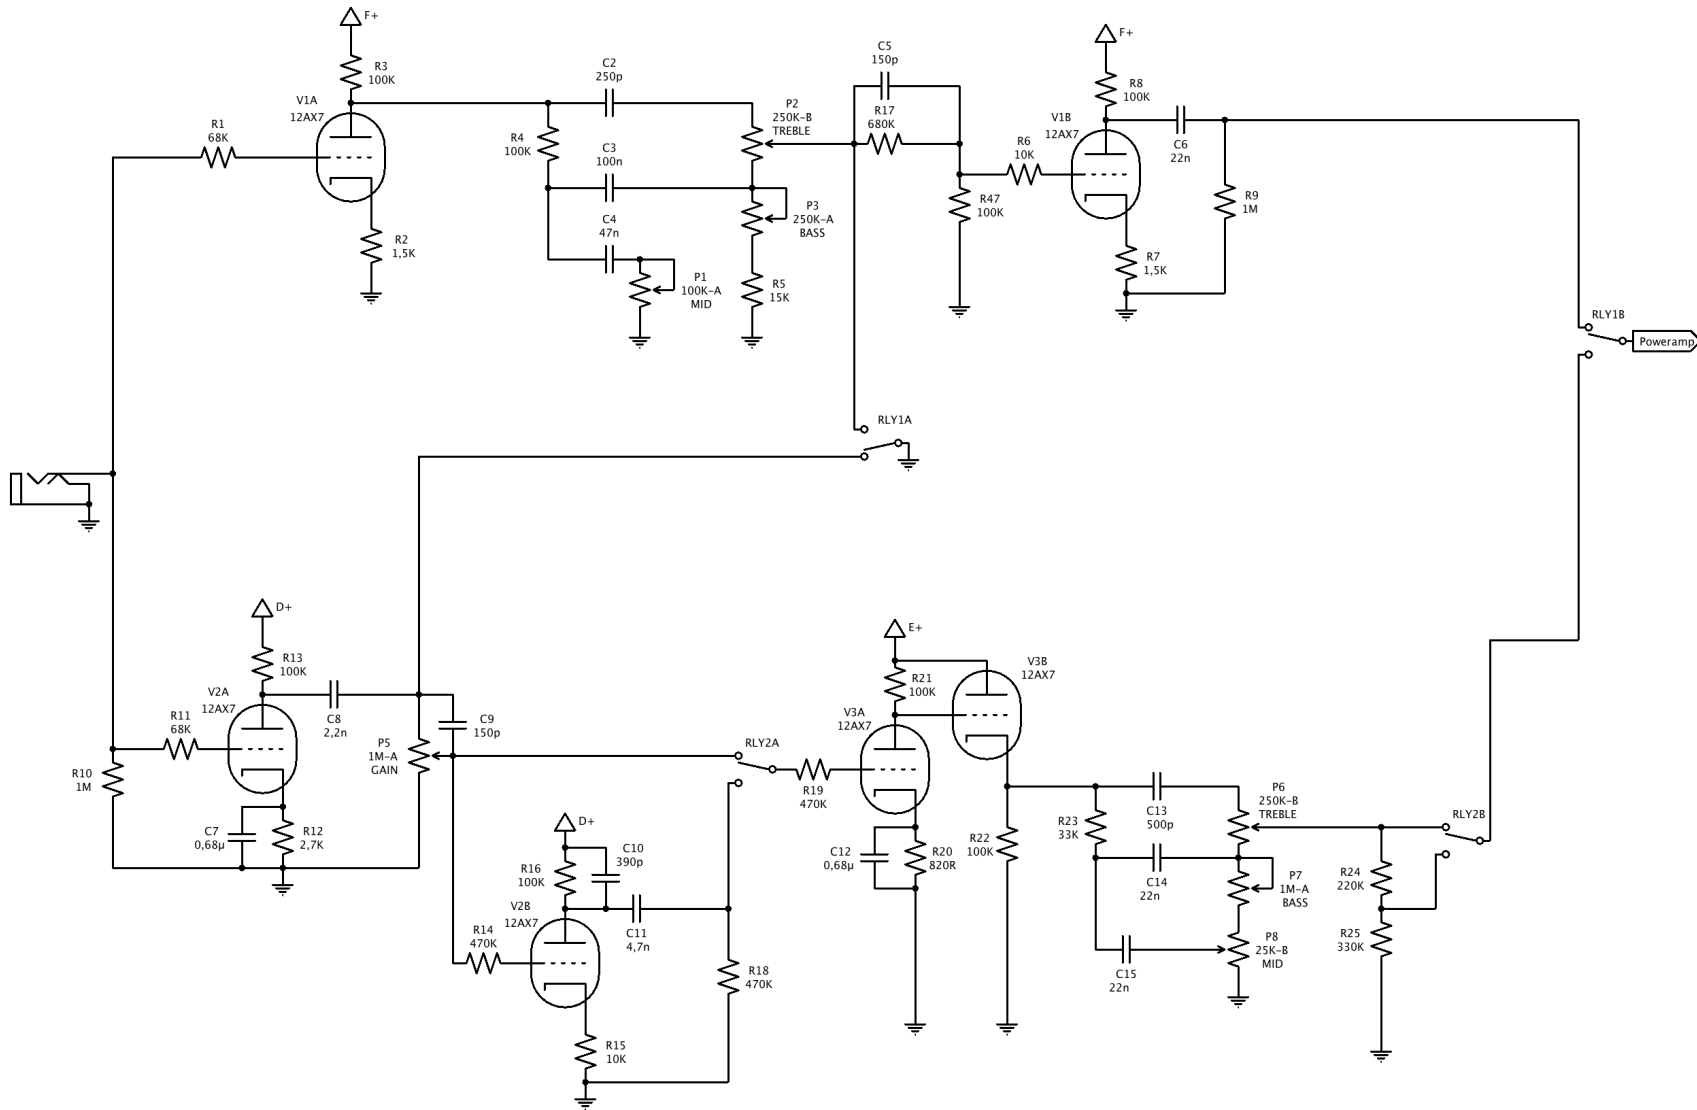 F+
R3
100K
V1A
12AX7
R1
68K
R2
1,5K
C2
250p
R4
100K
C3
100n
C4
47n
P1
100K-A
MID
P2
250K-B
TREBLE
P3
250K-A
BASS
R5
15K
C5
150p
R17
680K
R6
10K
R47
100K
F+
R8
100K
V1B
12AX7
C6
22n
R9
1M
R7
1,5K
RLY1B
Poweramp
RLY1A
D+
R13
100K
V2A
12AX7
R11
68K
R10
1M
C7
0,68µ
R12
2,7K
C8
2,2n
P5
1M-A
GAIN
C9
150p
RLY2A
D+
C10
390p
R16
100K
V2B
12AX7
R14
470K
C11
4,7n
R18
470K
R15
10K
E+
R21
100K
V3B
12AX7
V3A
12AX7
R19
470K
C12
0,68µ
R20
820R
R22
100K
R23
33K
C13
500p
C14
22n
C15
22n
P6
250K-B
TREBLE
P7
1M-A
BASS
P8
25K-B
MID
RLY2B
R24
220K
R25
330K